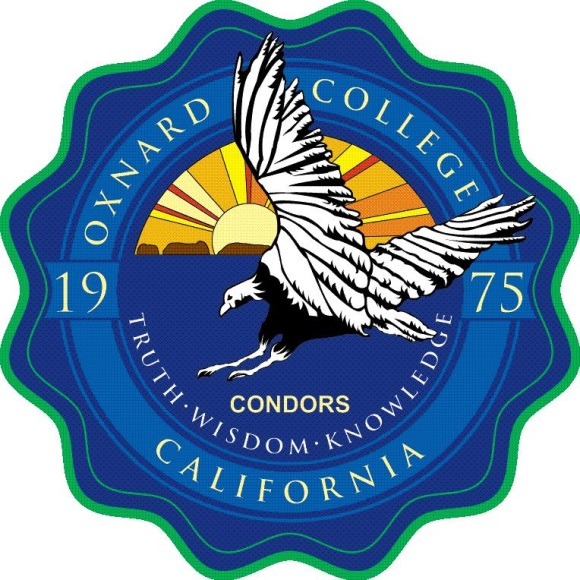 OXNARD COLLEGE
19 75
CONDORS
TRUTH · WISDOM · KNOWLEDGE
CALIFORNIA